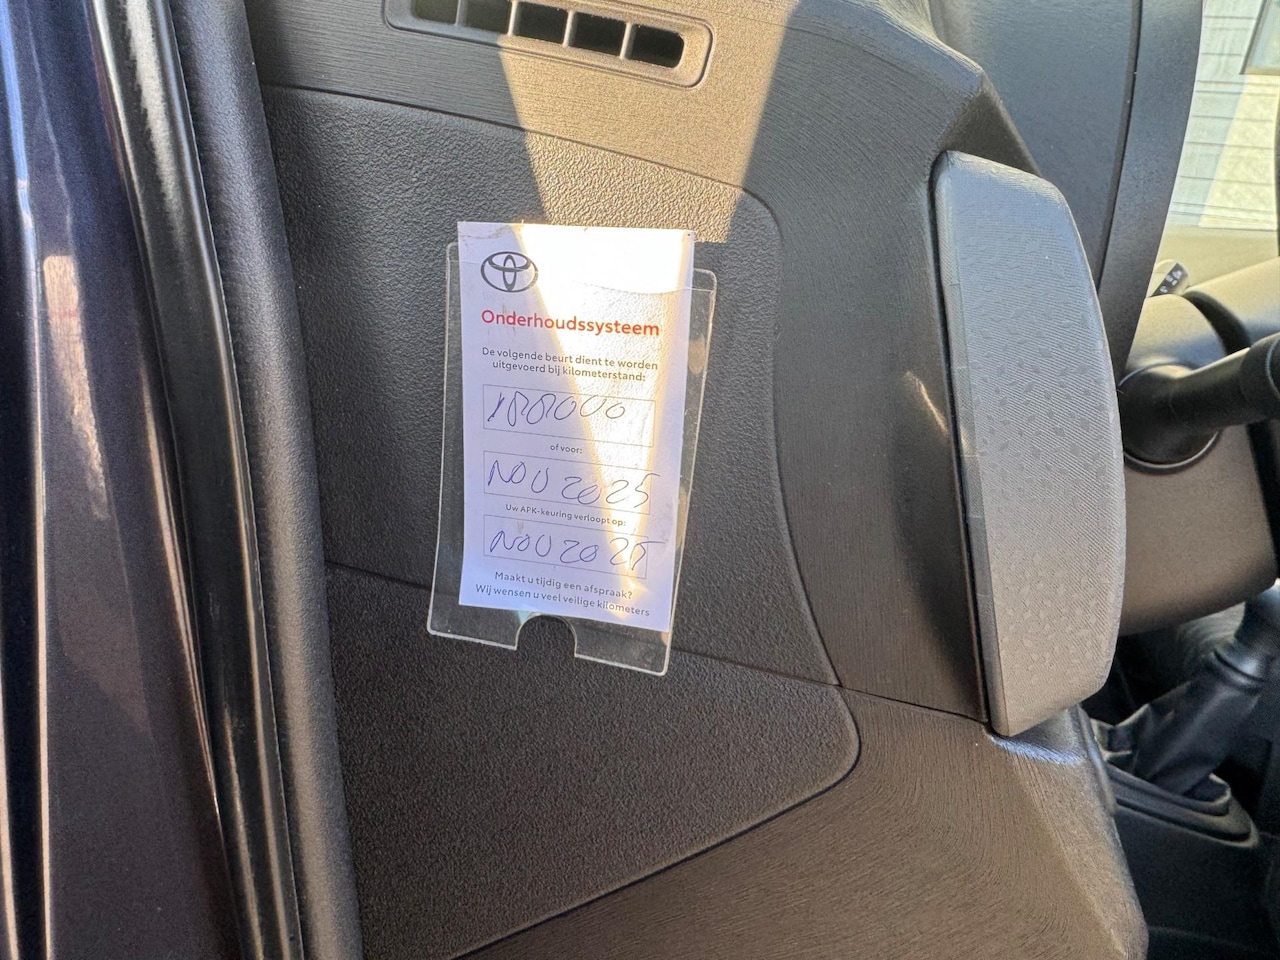 Onderhoudssysteem
De volgende beurt dient te worden
uitgevoerd bij kilometerstand:
188000
of voor:
NOV 2025
Uw APK-keuring verloopt op:
NOV 2025
Maakt u tijdig een afspraak?
Wij wensen u veel veilige kilometers